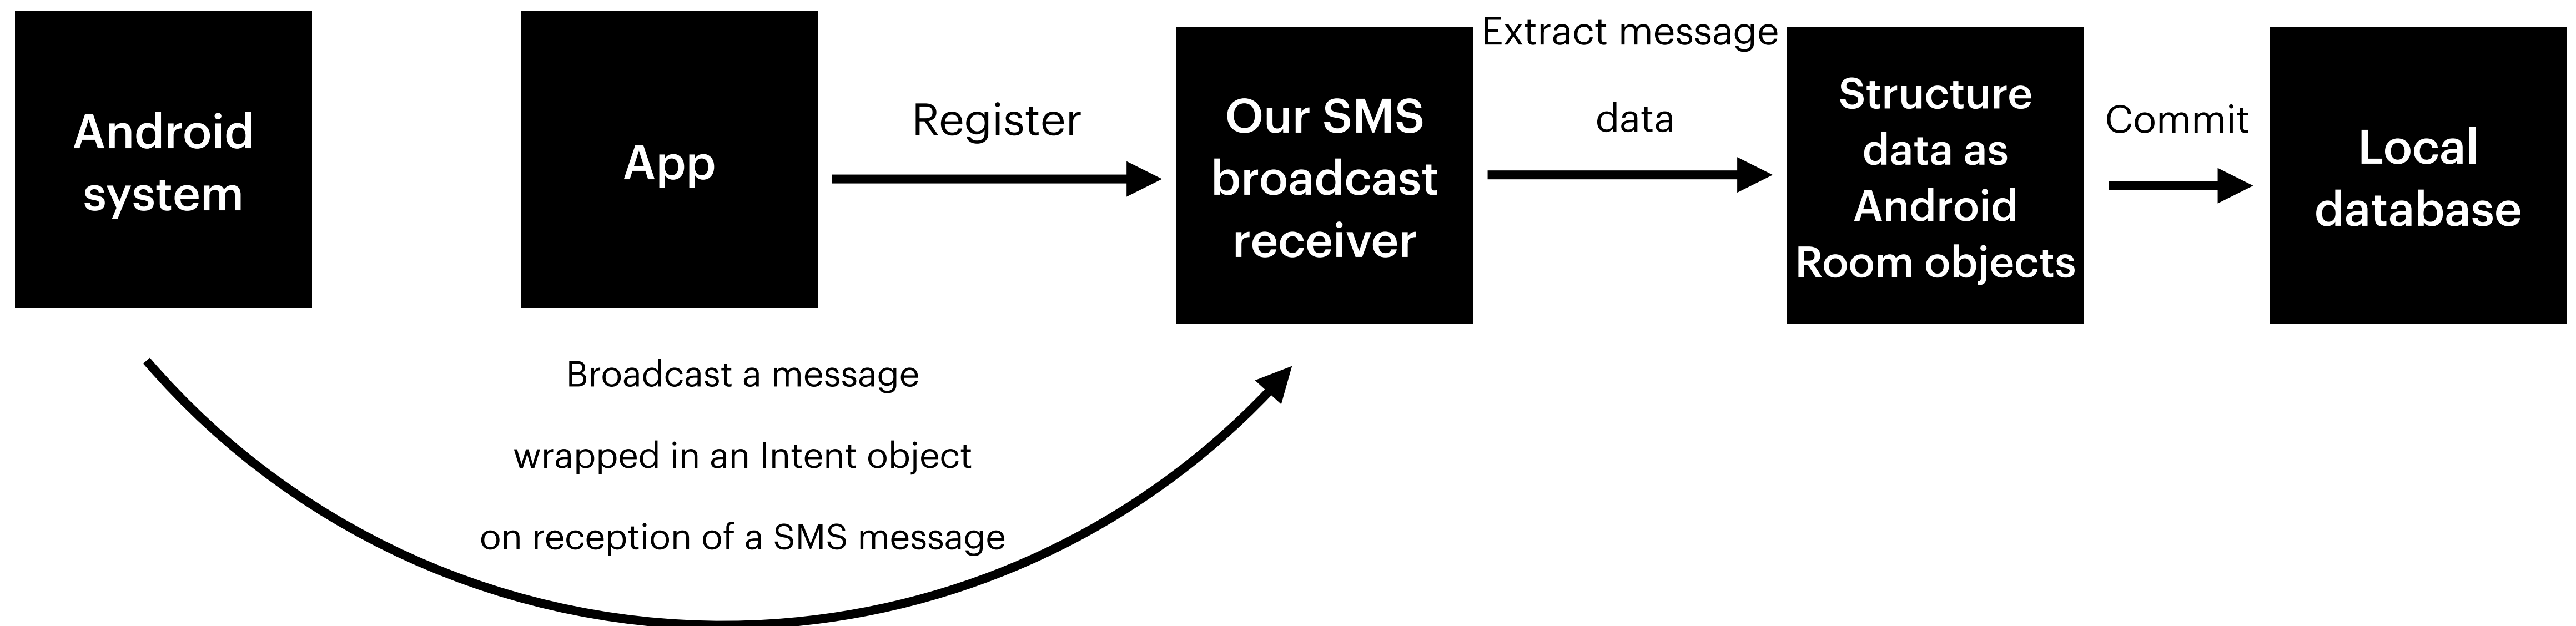 Android
system
App
Register
Our SMS
broadcast
receiver
Extract message
data
Structure
data as
Android
Room objects
Commit
Local
database
Broadcast a message
wrapped in an Intent object
on reception of a SMS message